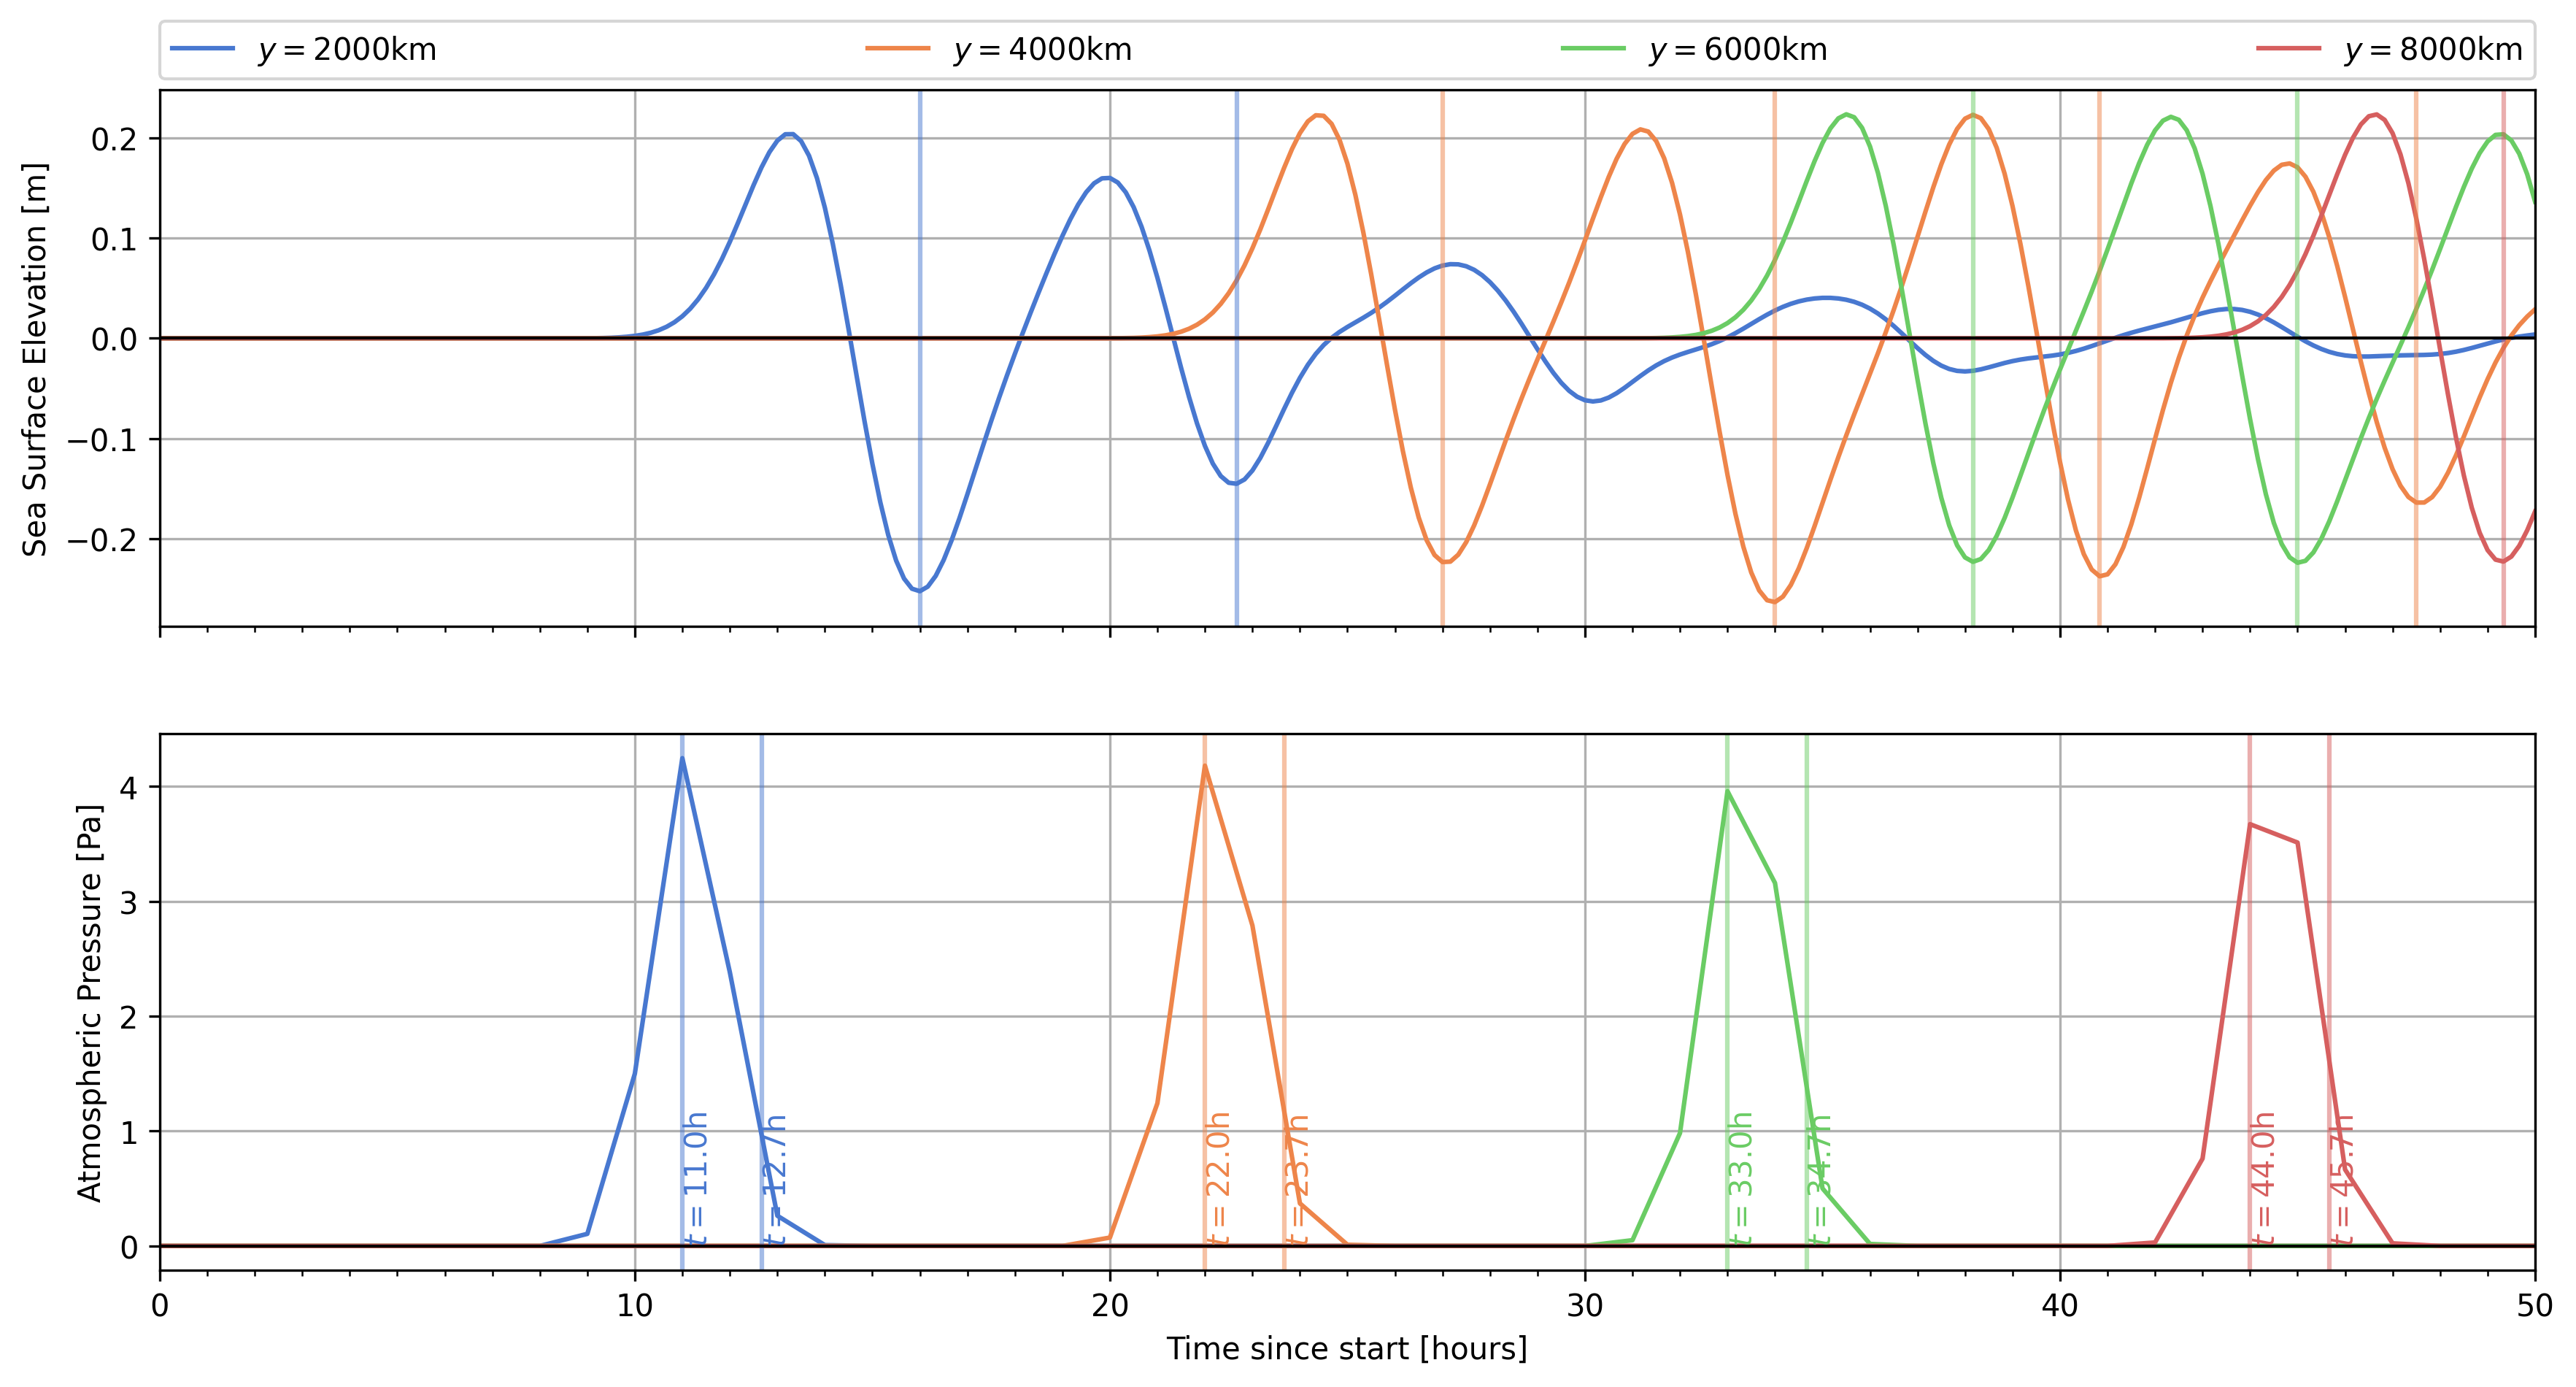 y = 2000km y = 4000km y = 6000km y = 8000km
Sea Surface Elevation [m]
0.2
0.1
0.0
−0.1
−0.2
Atmospheric Pressure [Pa]
4
3
2
1
0
t = 11.0h
t = 12.7h
t = 22.0h
t = 23.7h
t = 33.0h
t = 34.7h
t = 44.0h
t = 45.7h
0 10 20 30 40 50
Time since start [hours]